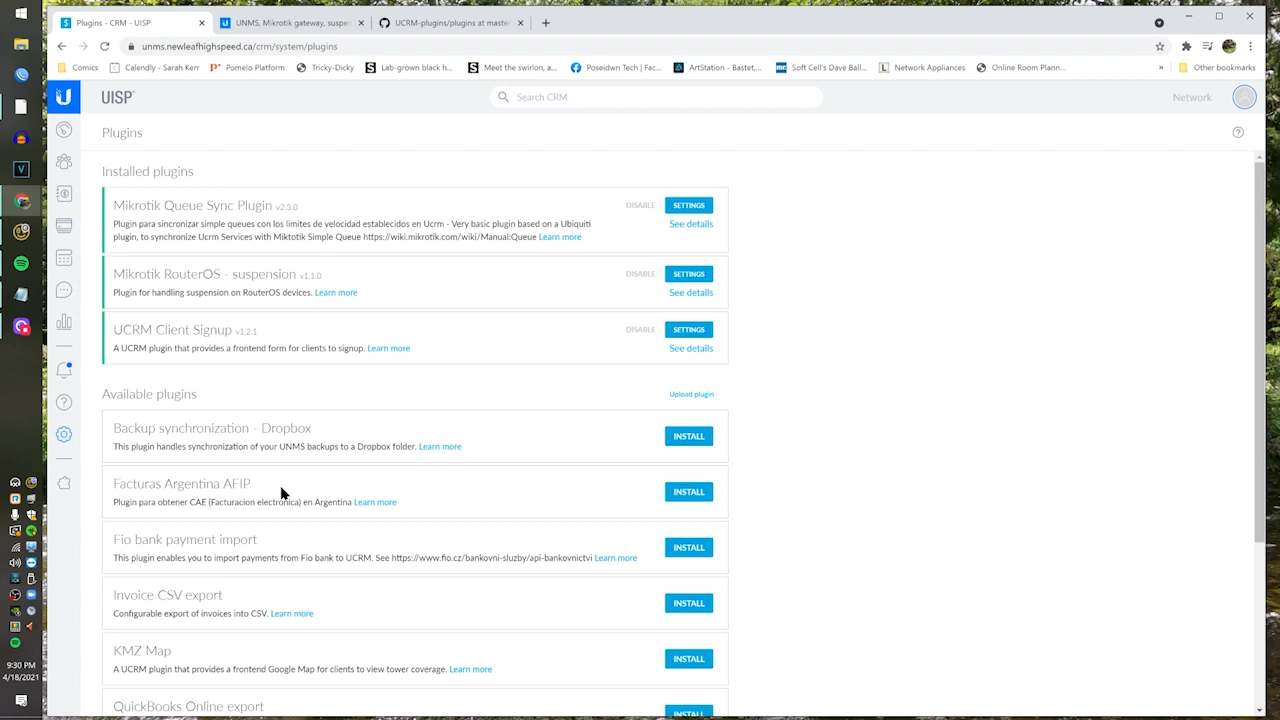 Plugins - CRM - UISP
UNMS, Mikrotik gateway, suspen
UCRM-plugins/plugins at master
unms.newleafhighspeed.ca/crm/system/plugins
Comics
Calendly - Sarah Kerr
Pomelo Platform
Tricky-Dicky
Lab-grown black h...
Meet the swirlon, a...
Poseidwn Tech | Fac...
ArtStation - Bastet,...
Soft Cell's Dave Ball...
Network Appliances
Online Room Plann...
»
Other bookmarks
UISP
Search CRM
Network
Plugins
Installed plugins
Mikrotik Queue Sync Plugin v2.3.0
DISABLE
SETTINGS
Plugin para sincronizar simple queues con los limites de velocidad establecidos en Ucrm - Very basic plugin based on a Ubiquiti
plugin, to synchronize Ucrm Services with Miktotik Simple Queue https://wiki.mikrotik.com/wiki/Manual:Queue Learn more
See details
Mikrotik RouterOS - suspension v1.1.0
DISABLE
SETTINGS
Plugin for handling suspension on RouterOS devices. Learn more
See details
UCRM Client Signup v1.2.1
DISABLE
SETTINGS
A UCRM plugin that provides a frontend form for clients to signup. Learn more
See details
Available plugins
Upload plugin
Backup synchronization - Dropbox
This plugin handles synchronization of your UNMS backups to a Dropbox folder. Learn more
INSTALL
Facturas Argentina AFIP
Plugin para obtener CAE (Facturacion electrónica) en Argentina Learn more
INSTALL
Fio bank payment import
This plugin enables you to import payments from Fio bank to UCRM. See https://www.fio.cz/bankovni-sluzby/api-bankovnictvi Learn more
INSTALL
Invoice CSV export
Configurable export of invoices into CSV. Learn more
INSTALL
KMZ Map
A UCRM plugin that provides a frontend Google Map for clients to view tower coverage. Learn more
INSTALL
QuickBooks Online export
INSTALL
9:30 PM
4/18/2021